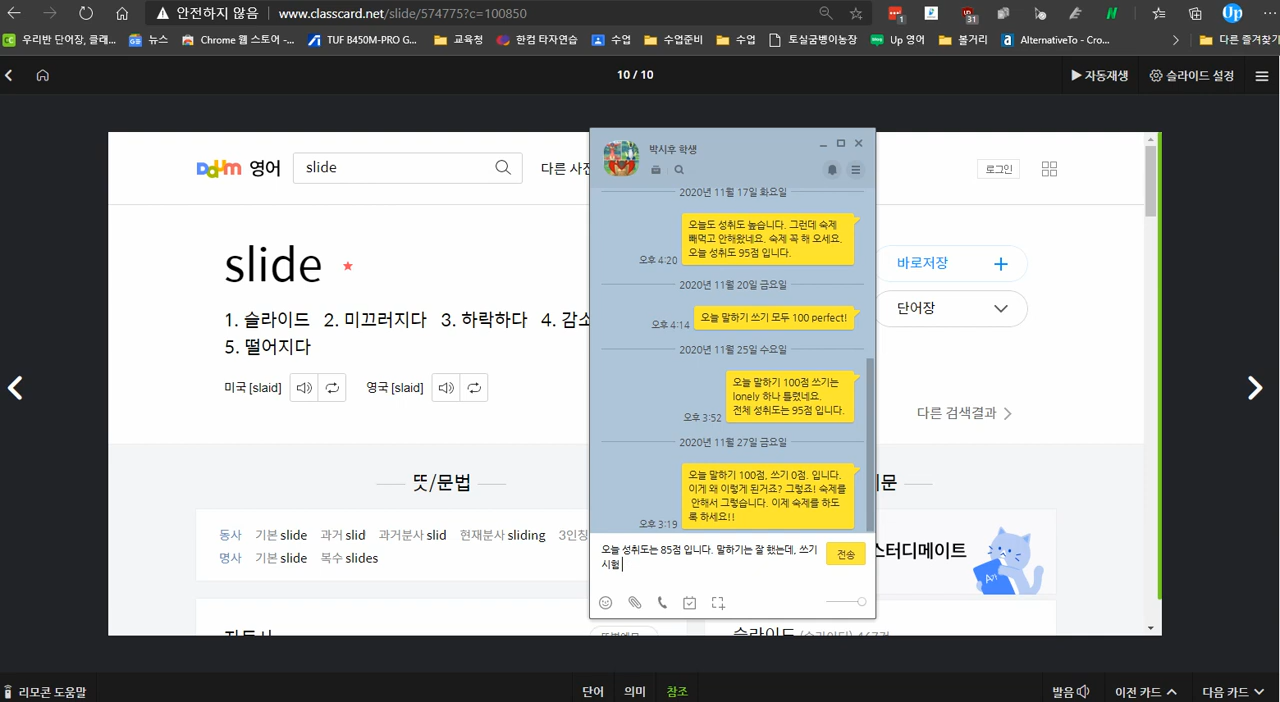 안전하지 않음 www.classcard.net/slide/574775?c=100850
1
31
Up
우리반 단어장, 클래...
뉴스
Chrome 웹 스토어 -...
TUF B450M-PRO G...
교육청
한컴 타자연습
수업
수업준비
수업
토실굼벵이농장
Up 영어
볼거리
AlternativeTo - Cro...
다른 즐겨찾기
10 / 10
자동재생
슬라이드 설정
Daum 영어
slide
다른 사전
로그인
slide
1. 슬라이드 2. 미끄러지다 3. 하락하다 4. 감소
5. 떨어지다
미국 [slaid]
영국 [slaid]
바로저장
단어장
다른 검색결과
뜻/문법
동사 기본 slide 과거 slid 과거분사 slid 현재분사 sliding 3인칭
명사 기본 slide 복수 slides
스터디메이트
박시후 학생
2020년 11월 17일 화요일
오늘도 성취도 높습니다. 그런데 숙제
빼먹고 안해왔네요. 숙제 꼭 해 오세요.
오늘 성취도 95점 입니다.
오후 4:20
2020년 11월 20일 금요일
오늘 말하기 쓰기 모두 100 perfect!
오후 4:14
2020년 11월 25일 수요일
오늘 말하기 100점 쓰기는
lonely 하나 틀렸네요.
전체 성취도는 95점 입니다.
오후 3:52
2020년 11월 27일 금요일
오늘 말하기 100점, 쓰기 0점. 입니다.
이게 왜 이렇게 된거죠? 그렇죠! 숙제를
안해서 그렇습니다. 이제 숙제를 하도
록 하세요!!
오후 3:19
오늘 성취도는 85점 입니다. 말하기는 잘 했는데, 쓰기
시험
전송
리모콘 도움말
단어
의미
참조
발음
이전 카드
다음 카드